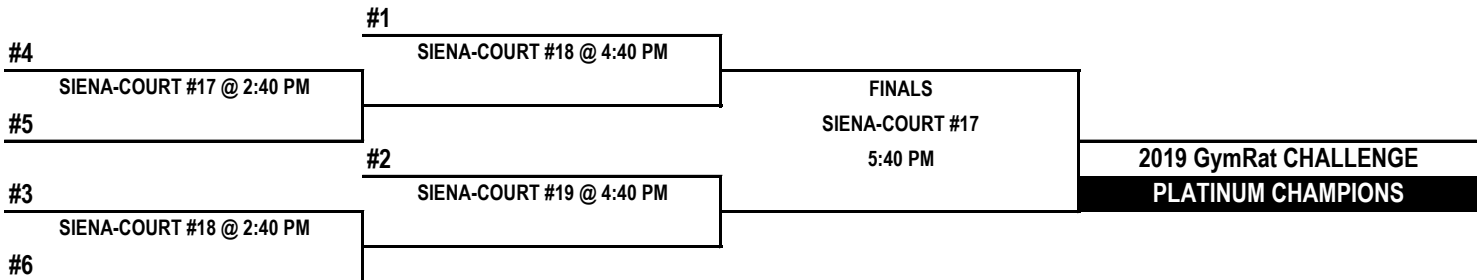 #1
#4
SIENA-COURT #18 @ 4:40 PM
SIENA-COURT #17 @ 2:40 PM
FINALS
#5
SIENA-COURT #17
#2
5:40 PM
2019 GymRat CHALLENGE
#3
SIENA-COURT #19 @ 4:40 PM
PLATINUM CHAMPIONS
SIENA-COURT #18 @ 2:40 PM
#6